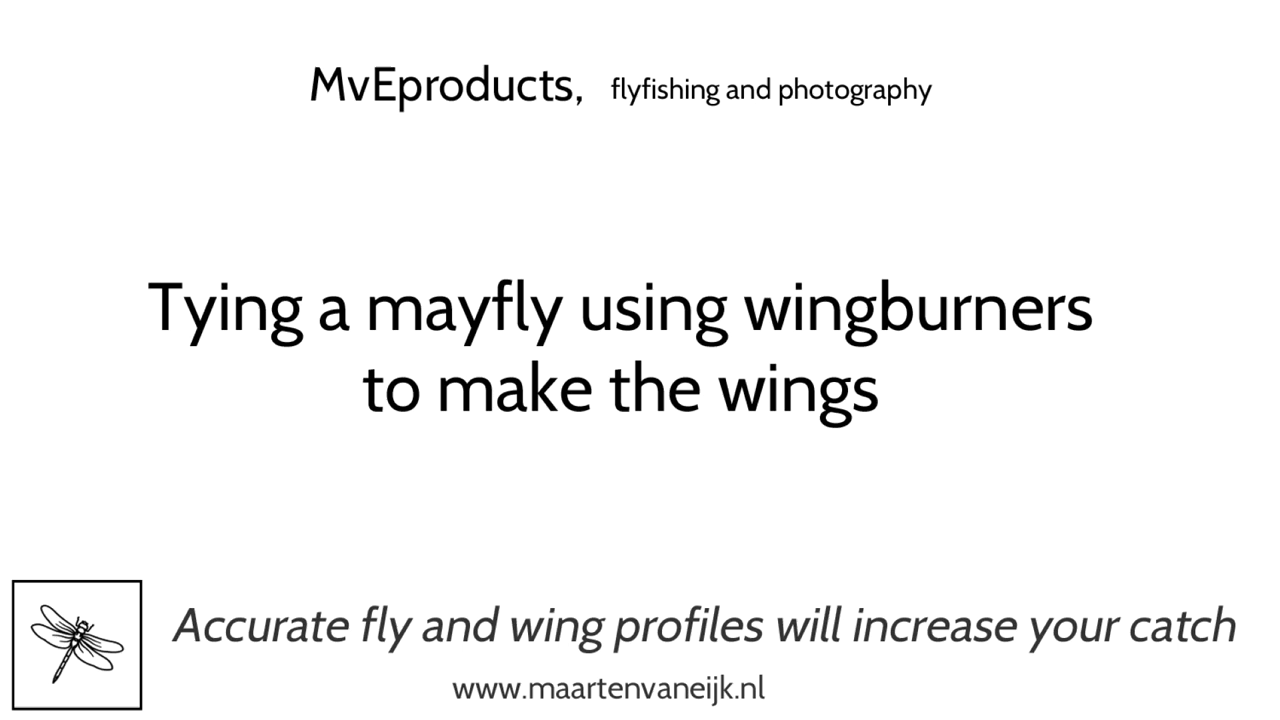 MvEproducts, flyfishing and photography
Tying a mayfly using wingburners
to make the wings
Accurate fly and wing profiles will increase your catch
www.maartenvaneijk.nl